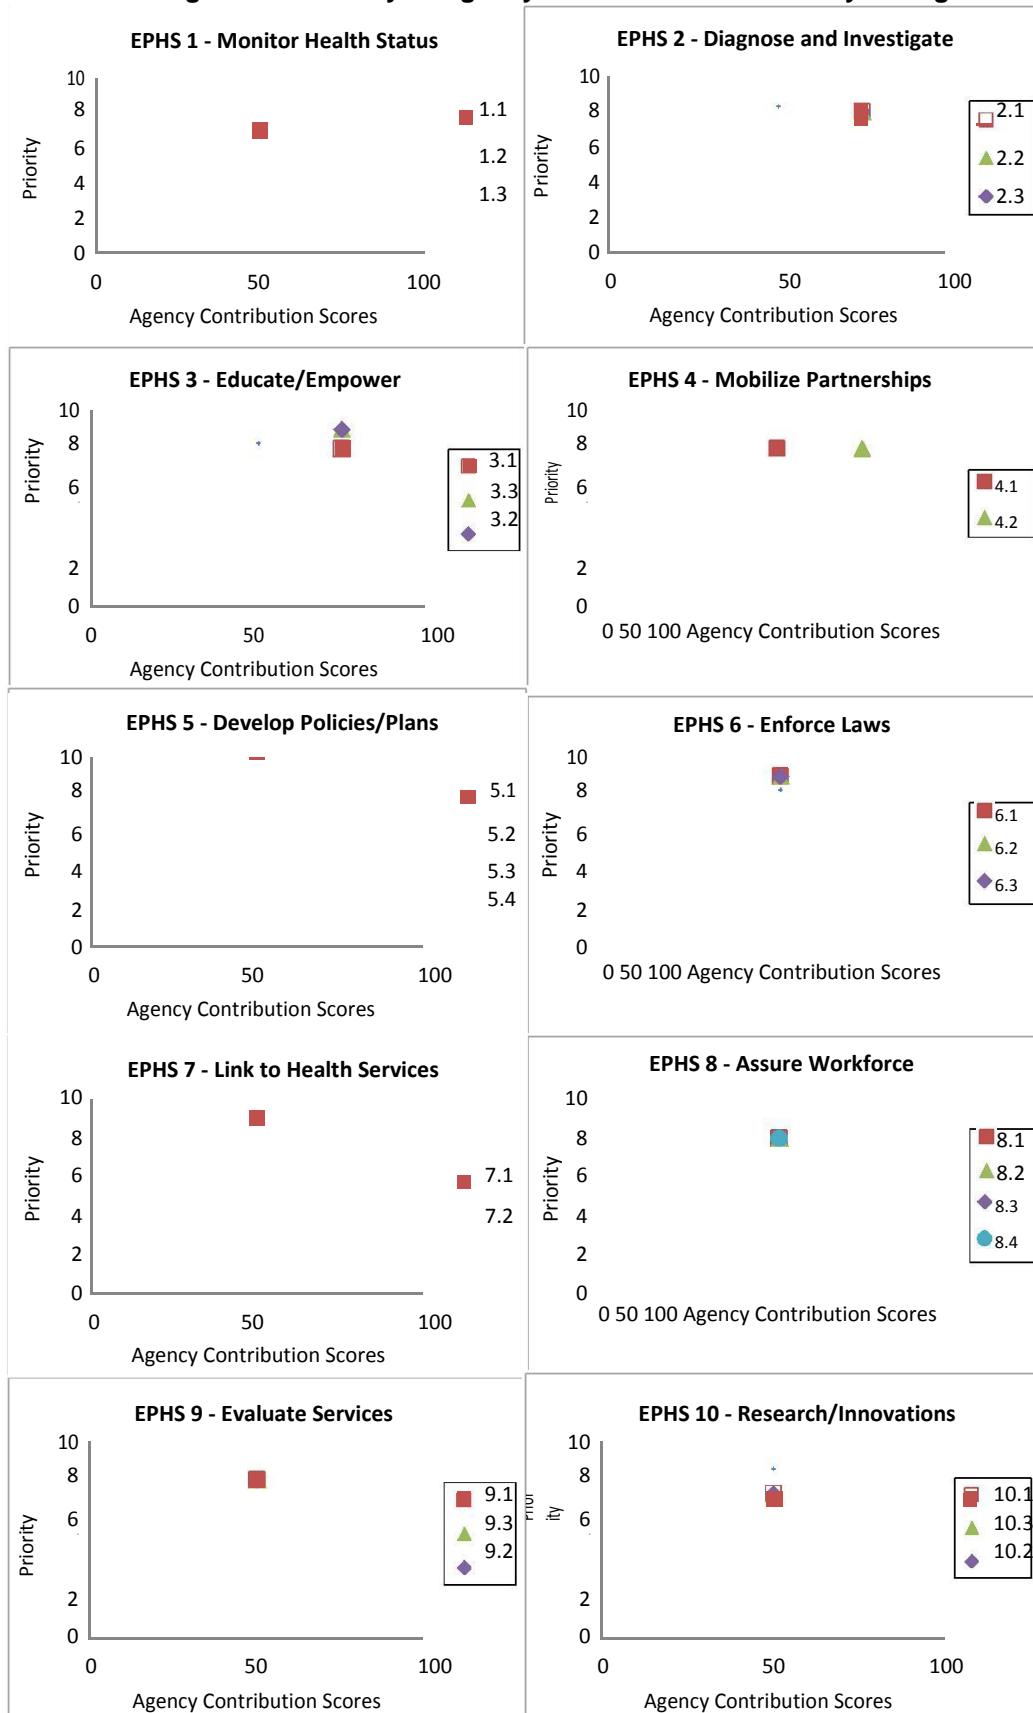 EPHS 1 - Monitor Health Status
10
8
6
4
2
0
Priority
0 50 100
Agency Contribution Scores
1.1
1.2
1.3
EPHS 2 - Diagnose and Investigate
10
8
6
4
2
0
Priority
0 50 100
Agency Contribution Scores
2.1
2.2
2.3
EPHS 3 - Educate/Empower
10
8
6
2
0
Priority
0 50 100
Agency Contribution Scores
3.1
3.3
3.2
EPHS 4 - Mobilize Partnerships
10
8
6
2
0
Priority
0 50 100 Agency Contribution Scores
4.1
4.2
EPHS 5 - Develop Policies/Plans
10
8
6
4
2
0
Priority
0 50 100
Agency Contribution Scores
5.1
5.2
5.3
5.4
EPHS 6 - Enforce Laws
10
8
6
4
2
0
Priority
0 50 100 Agency Contribution Scores
6.1
6.2
6.3
EPHS 7 - Link to Health Services
10
8
6
4
2
0
Priority
0 50 100
Agency Contribution Scores
7.1
7.2
EPHS 8 - Assure Workforce
10
8
6
4
2
0
Priority
0 50 100 Agency Contribution Scores
8.1
8.2
8.3
8.4
EPHS 9 - Evaluate Services
10
8
6
2
0
Priority
0 50 100
Agency Contribution Scores
9.1
9.3
9.2
EPHS 10 - Research/Innovations
10
8
6
2
0
ity
0 50 100
Agency Contribution Scores
10.1
10.3
10.2